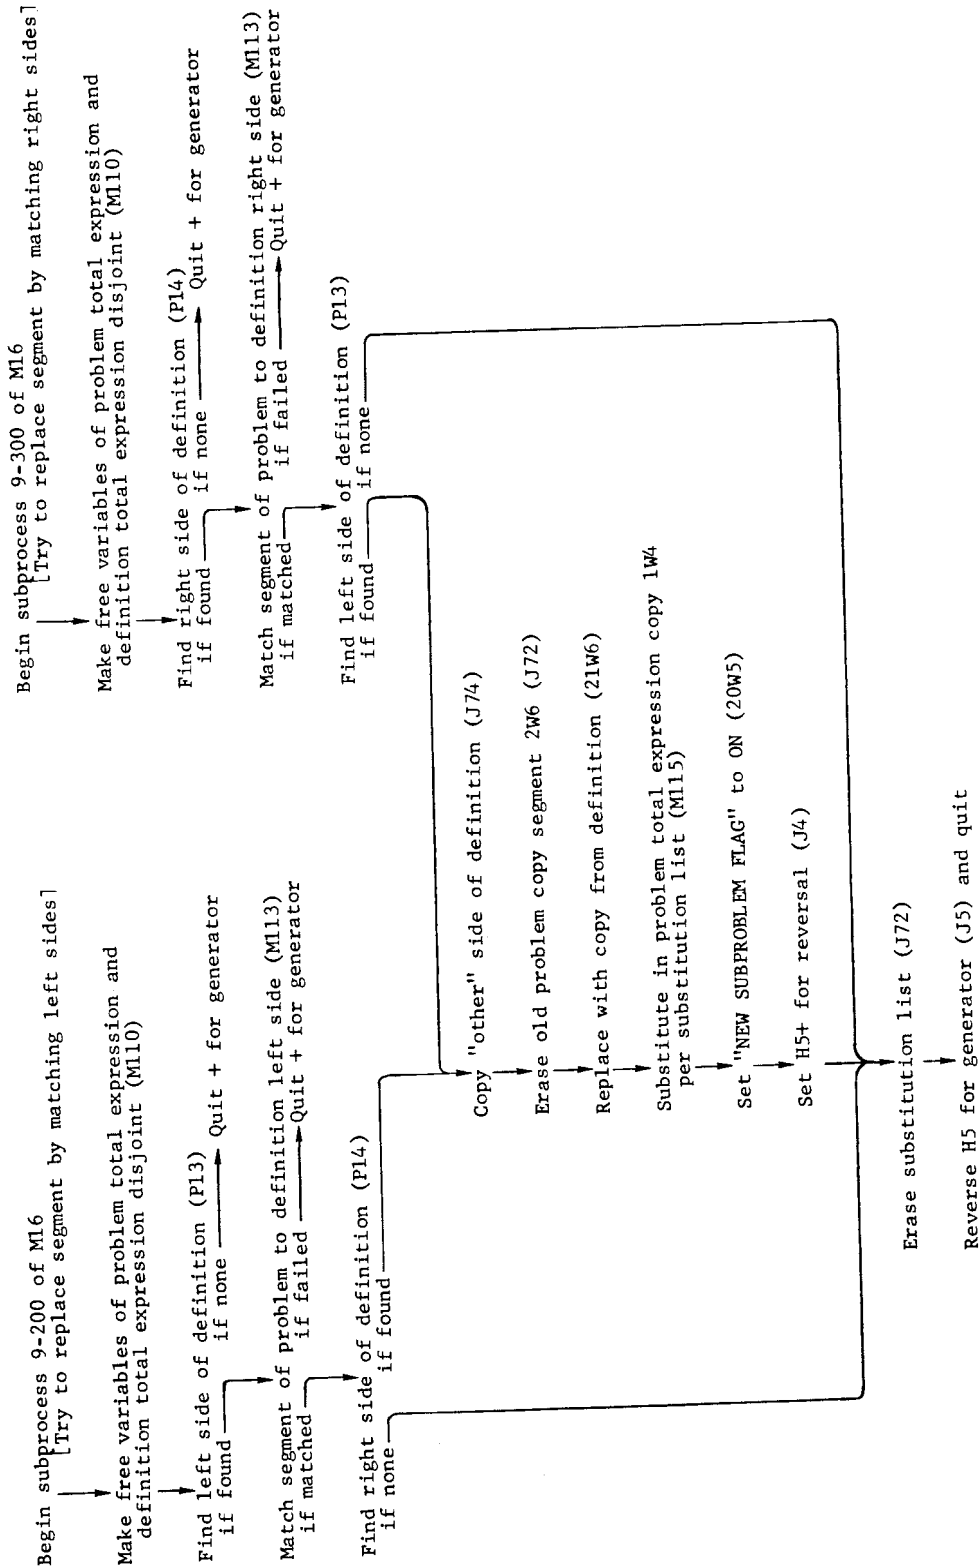 Begin subprocess 9-200 of M16
[Try to replace segment by matching left sides]
Make free variables of problem total expression and
definition total expression disjoint (M110)
Find left side of definition (P13)
if found
if none
Quit + for generator
Match segment of problem to definition left side (M113)
if matched
if failed
Quit + for generator
Find right side of definition (P14)
if none
if found
Begin subprocess 9-300 of M16
[Try to replace segment by matching right sides]
Make free variables of problem total expression and
definition total expression disjoint (M110)
Find right side of definition (P14)
if found
if none
Quit + for generator
Match segment of problem to definition right side (M113)
if matched
if failed
Quit + for generator
Find left side of definition (P13)
if found
if none
Copy "other" side of definition (J74)
Erase old problem copy segment 2W6 (J72)
Replace with copy from definition (21W6)
Substitute in problem total expression copy 1W4
per substitution list (M115)
Set "NEW SUBPROBLEM FLAG" to ON (20W5)
Set H5+ for reversal (J4)
Erase substitution list (J72)
Reverse H5 for generator (J5) and quit